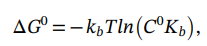 ΔG⁰ = −k_bTln(C⁰K_b),